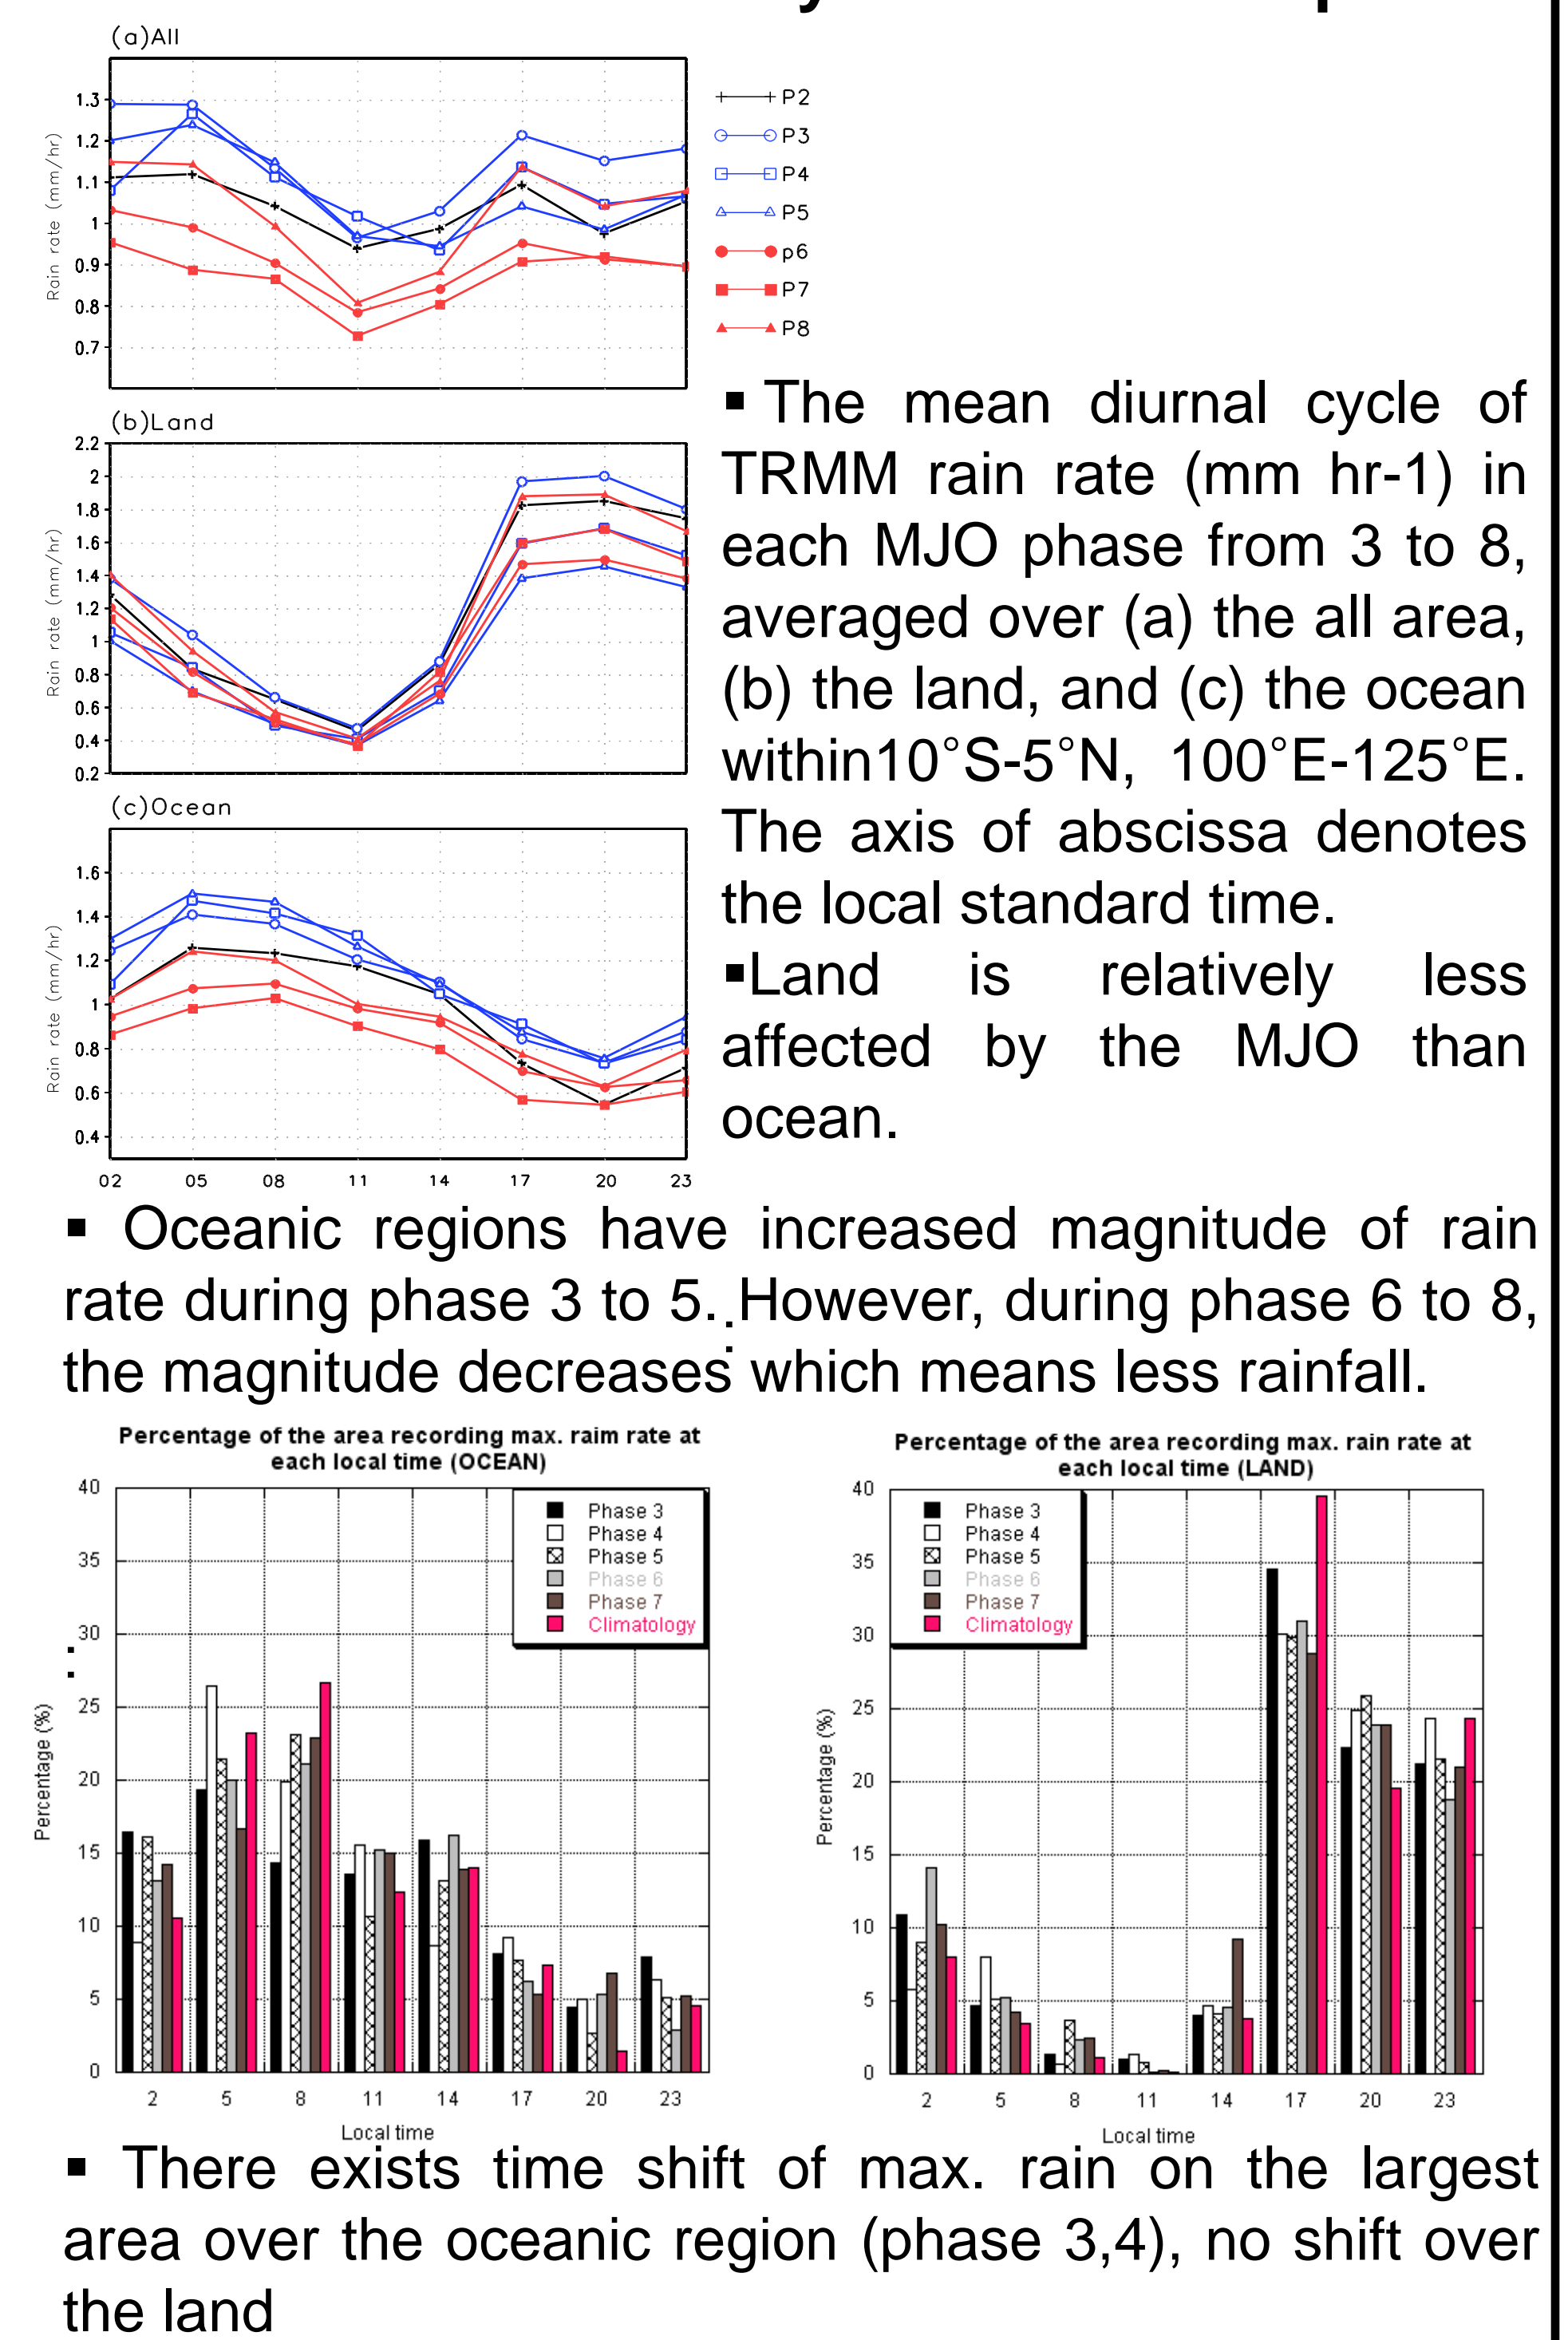 (a)All
1.3
1.2
1.1
1
0.9
0.8
0.7
Rain rate (mm/hr)
P2
P3
P4
P5
p6
P7
P8
(b)Land
2.2
2
1.8
1.6
1.4
1.2
1
0.8
0.6
0.4
0.2
Rain rate (mm/hr)
(c)Ocean
1.6
1.4
1.2
1
0.8
0.6
0.4
Rain rate (mm/hr)
02 05 08 11 14 17 20 23
▪ The mean diurnal cycle of
TRMM rain rate (mm hr-1) in
each MJO phase from 3 to 8,
averaged over (a) the all area,
(b) the land, and (c) the ocean
within10°S-5°N, 100°E-125°E.
The axis of abscissa denotes
the local standard time.
▪Land is relatively less
affected by the MJO than
ocean.
▪ Oceanic regions have increased magnitude of rain
rate during phase 3 to 5. However, during phase 6 to 8,
the magnitude decreases which means less rainfall.
Percentage of the area recording max. raim rate at
each local time (OCEAN)
40
35
30
25
20
15
10
5
0
Percentage (%)
Phase 3
Phase 4
Phase 5
Phase 6
Phase 7
Climatology
2 5 8 11 14 17 20 23
Local time
Percentage of the area recording max. rain rate at
each local time (LAND)
40
35
30
25
20
15
10
5
0
Percentage (%)
Phase 3
Phase 4
Phase 5
Phase 6
Phase 7
Climatology
2 5 8 11 14 17 20 23
Local time
▪ There exists time shift of max. rain on the largest
area over the oceanic region (phase 3,4), no shift over
the land